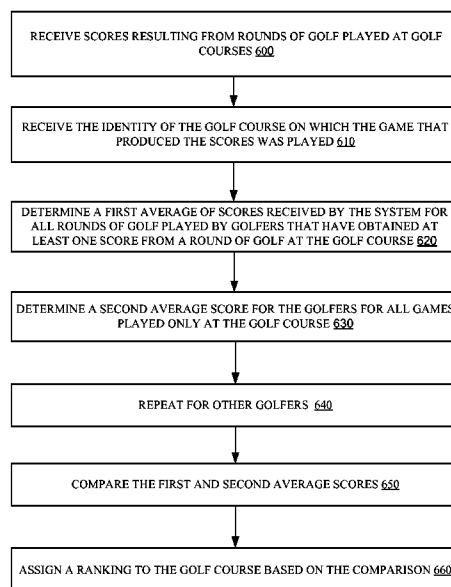 RECEIVE SCORES RESULTING FROM ROUNDS OF GOLF PLAYED AT GOLF
COURSES 600
RECEIVE THE IDENTITY OF THE GOLF COURSE ON WHICH THE GAME THAT
PRODUCED THE SCORES WAS PLAYED 610
DETERMINE A FIRST AVERAGE OF SCORES RECEIVED BY THE SYSTEM FOR
ALL ROUNDS OF GOLF PLAYED BY GOLFERS THAT HAVE OBTAINED AT
LEAST ONE SCORE FROM A ROUND OF GOLF AT THE GOLF COURSE 620
DETERMINE A SECOND AVERAGE SCORE FOR THE GOLFERS FOR ALL GAMES
PLAYED ONLY AT THE GOLF COURSE 630
REPEAT FOR OTHER GOLFERS 640
COMPARE THE FIRST AND SECOND AVERAGE SCORES 650
ASSIGN A RANKING TO THE GOLF COURSE BASED ON THE COMPARISON 660